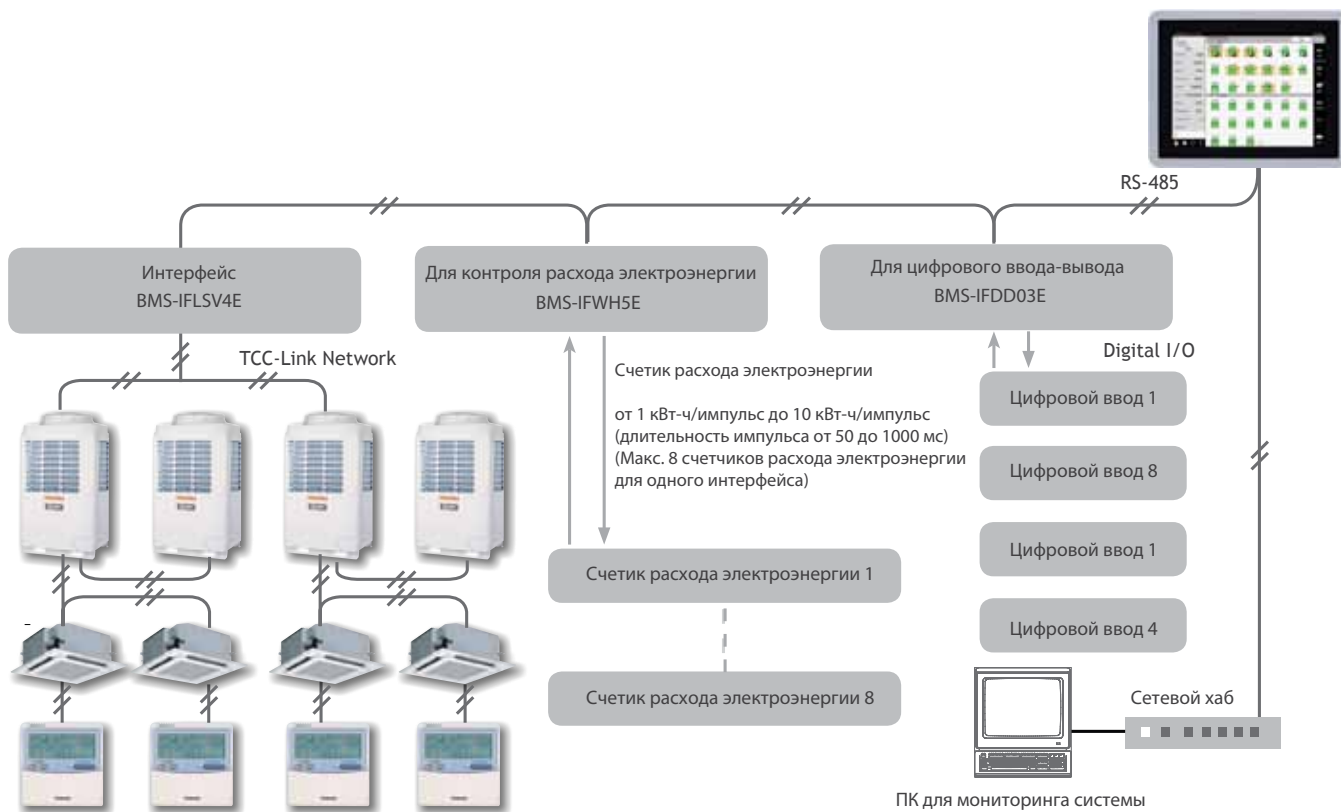 RS-485
Интерфейс
BMS-IFLSV4E
Для контроля расхода электроэнергии
BMS-IFWH5E
Для цифрового ввода-вывода
BMS-IFDD03E
TCC-Link Network
Счетик расхода электроэнергии
от 1 кВт-ч/импульс до 10 кВт-ч/импульс
(длительность импульса от 50 до 1000 мс)
(Макс. 8 счетчиков расхода электроэнергии
для одного интерфейса)
Digital I/O
Цифровой ввод 1
Цифровой ввод 8
Цифровой ввод 1
Цифровой ввод 4
Счетик расхода электроэнергии 1
Счетик расхода электроэнергии 8
Сетевой хаб
ПК для мониторинга системы